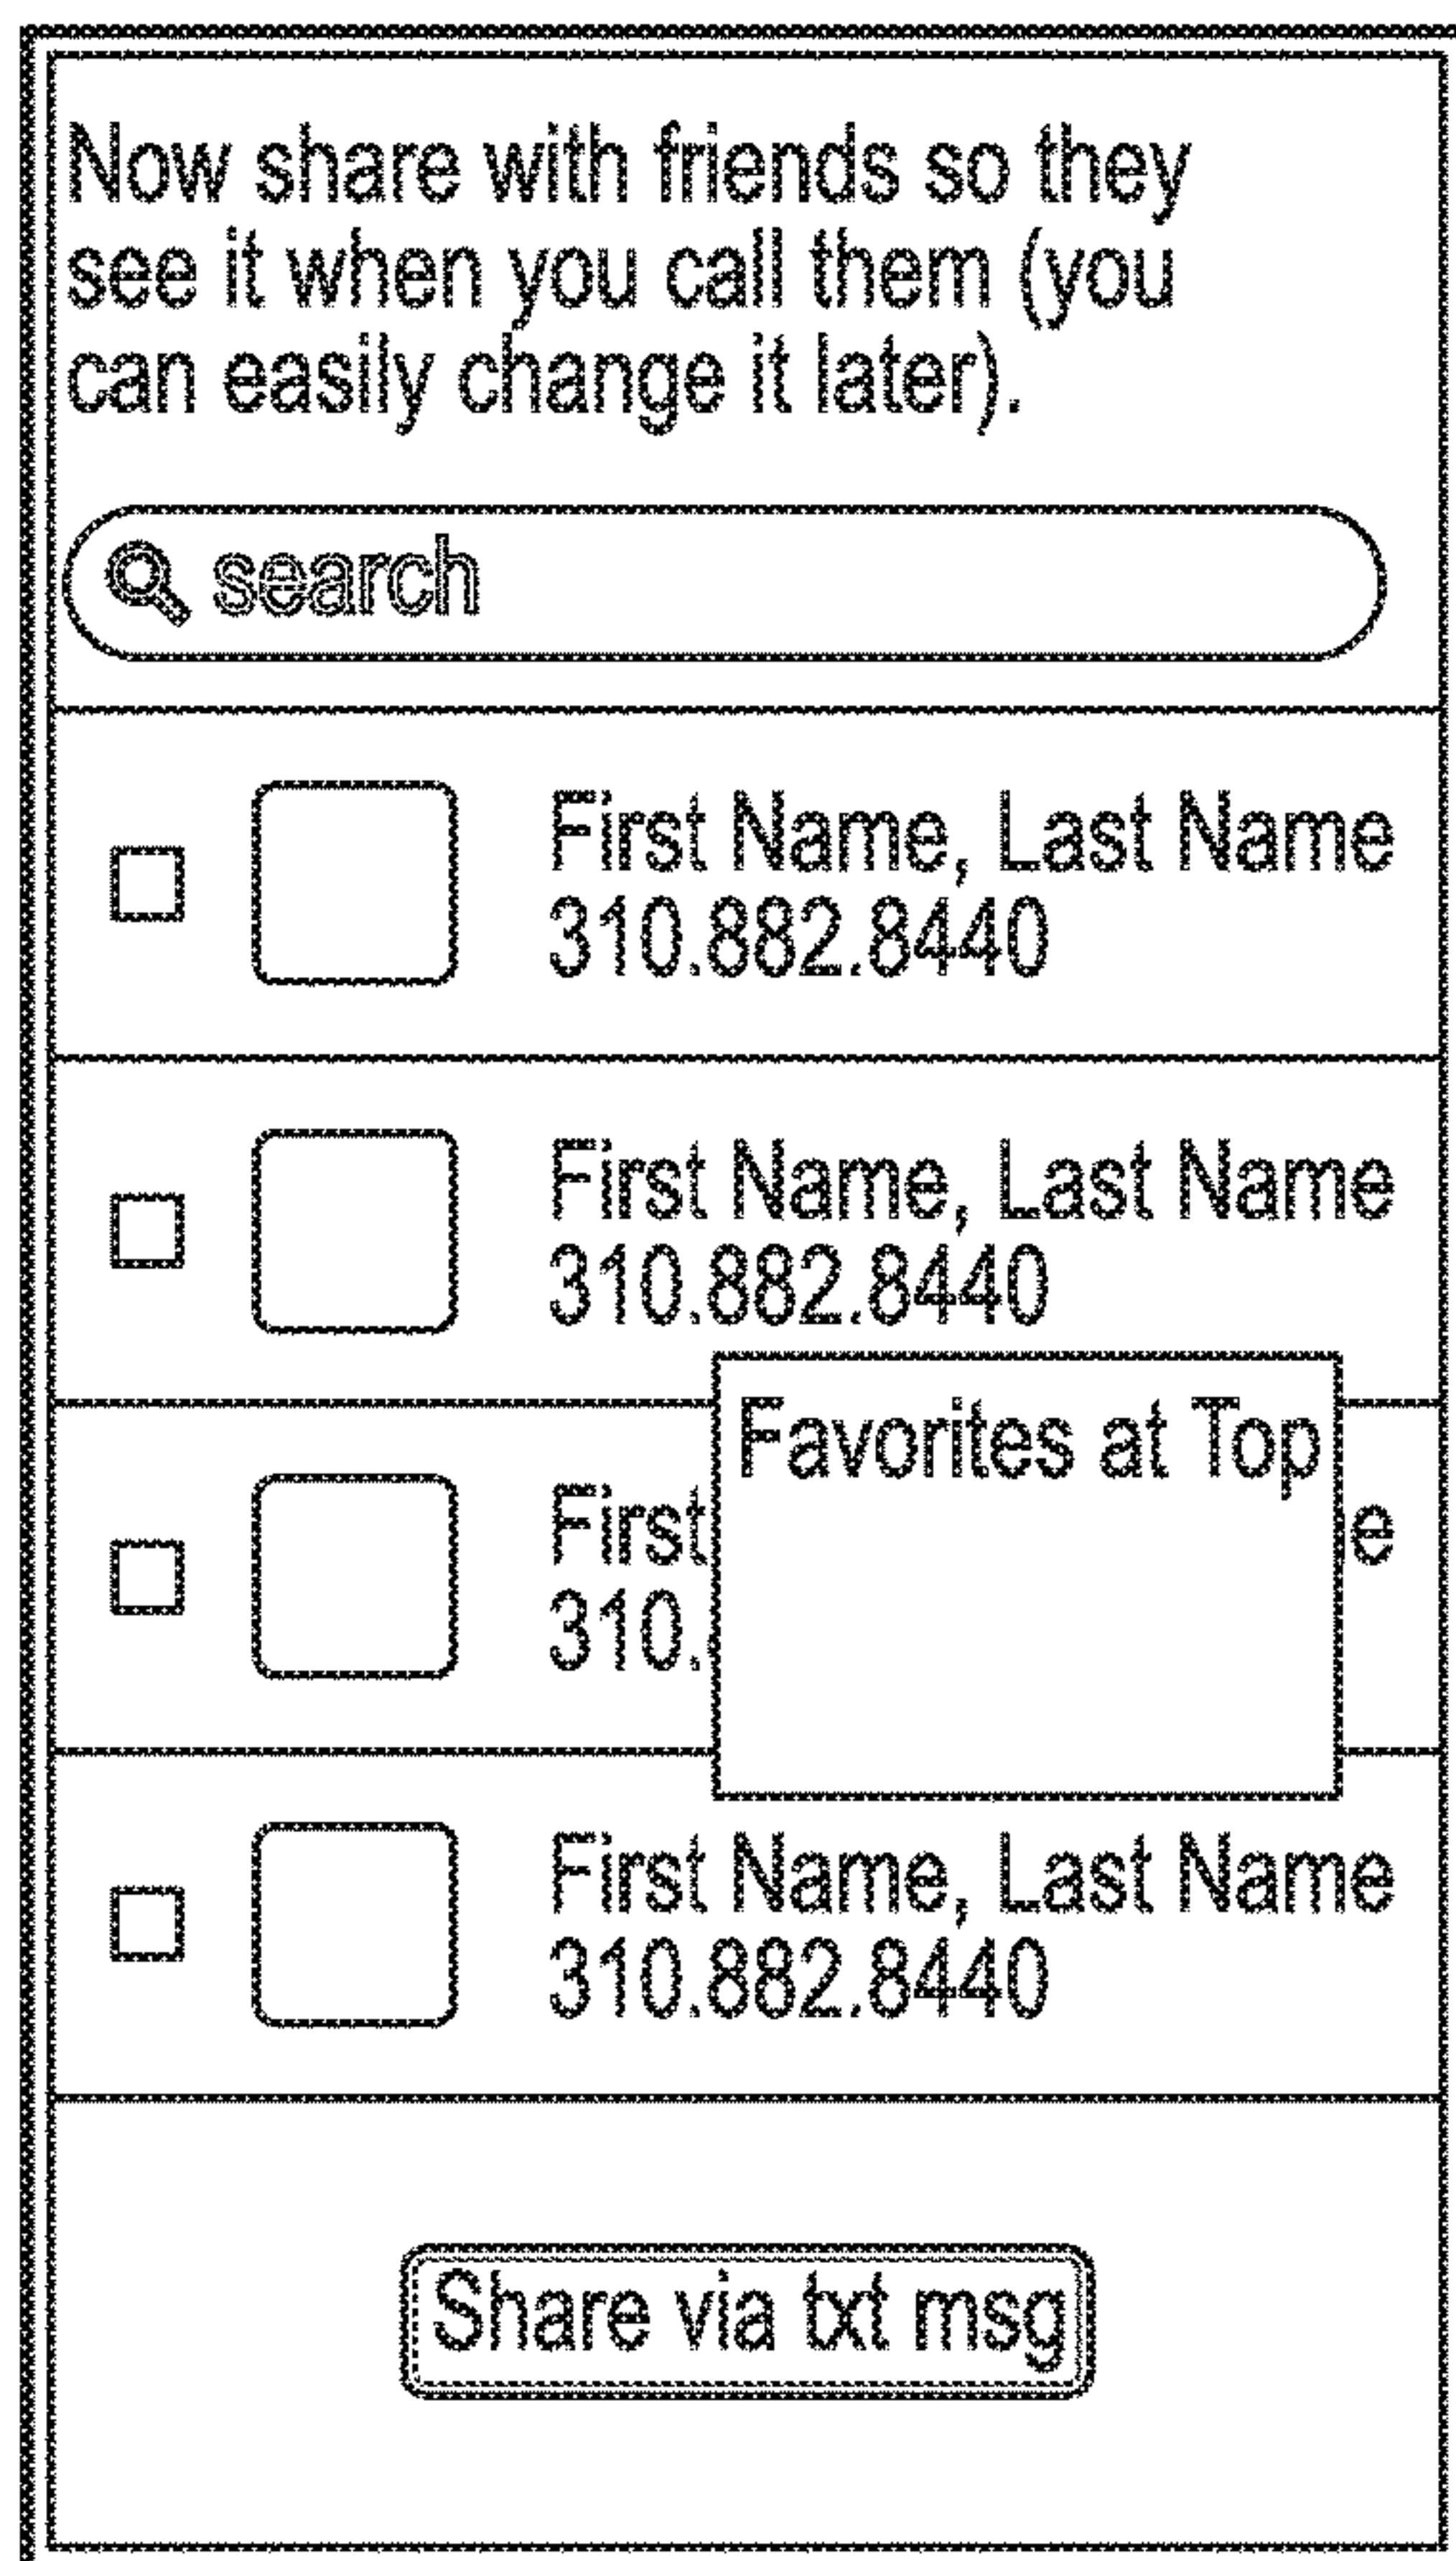 Now share with friends so they
see it when you call them (you
can easily change it later).
search
First Name, Last Name
310.882.8440
First Name, Last Name
310.882.8440
Favorites at Top
First e
310.
First Name, Last Name
310.882.8440
Share via txt msg